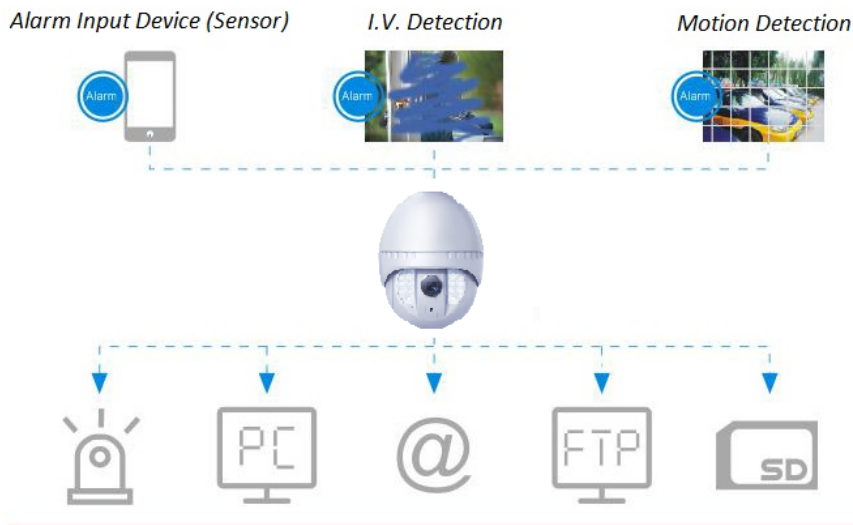 Alarm Input Device (Sensor)
I.V. Detection
Motion Detection
Alarm
Alarm
Alarm
PC
@
FTP
SD